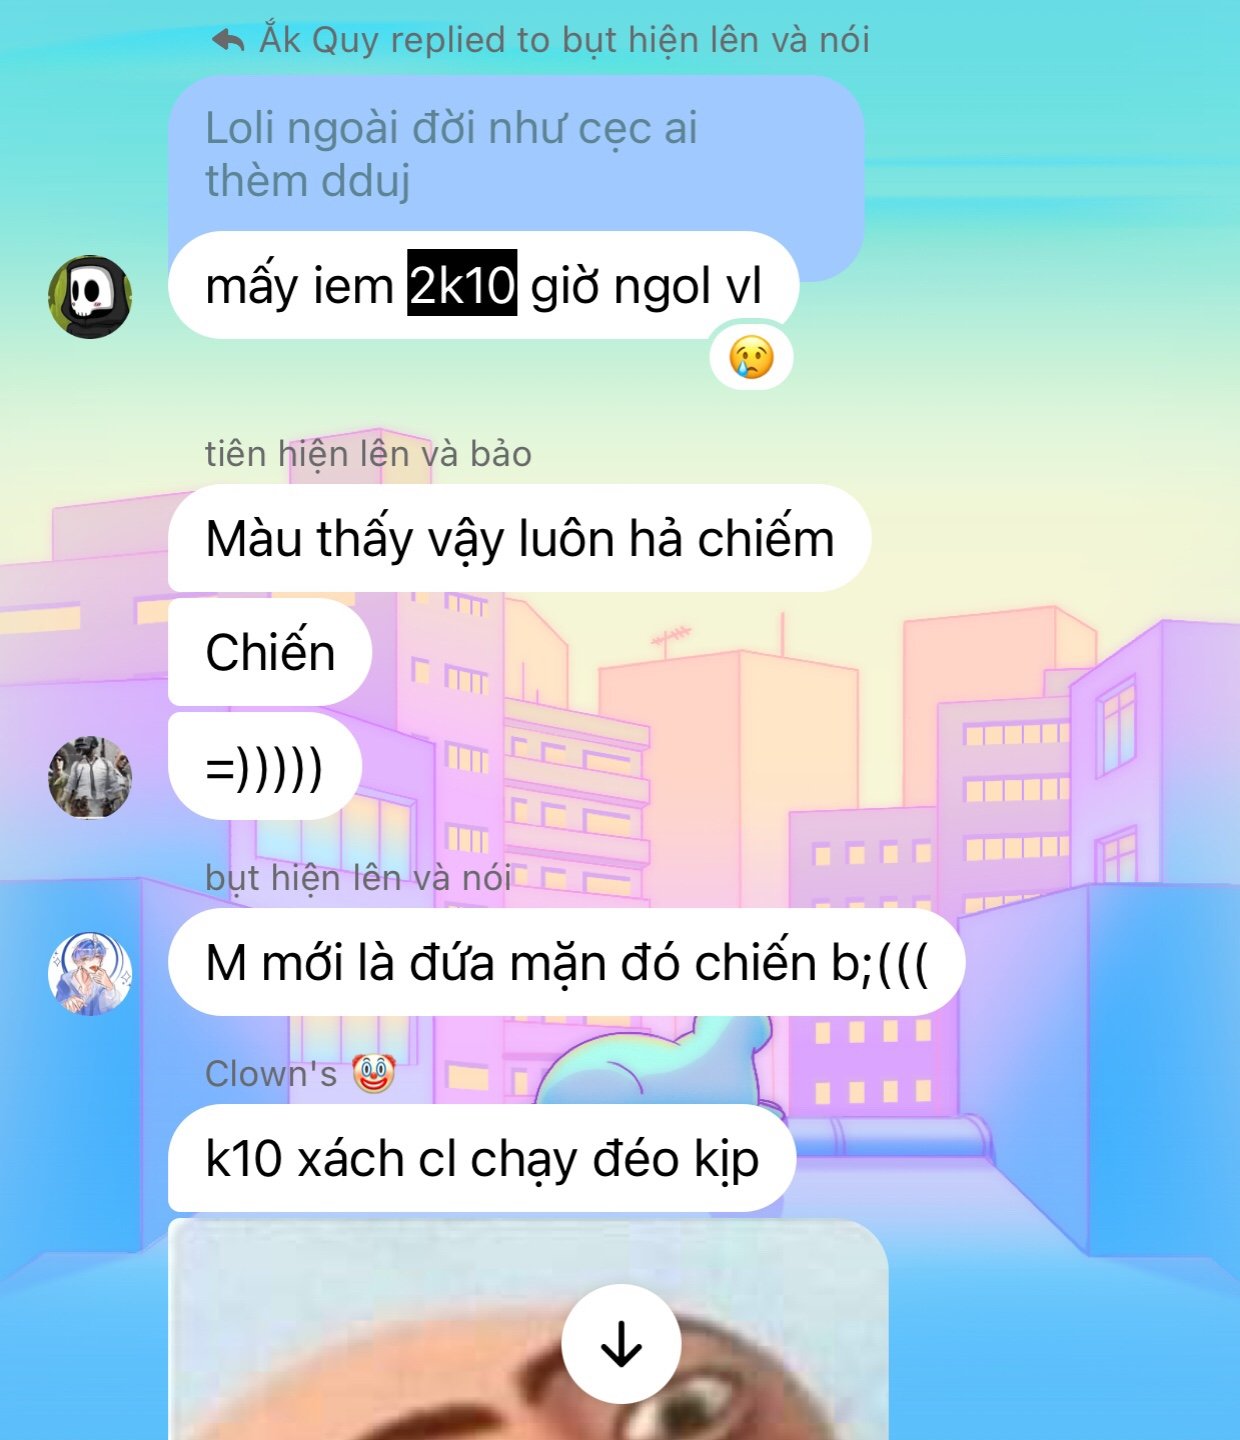 Ắk Quy replied to bụt hiện lên và nói
Loli ngoài đời như cẹc ai
thèm dduj
mấy iem 2k10 giờ ngol vl
tiên hiện lên và bảo
Màu thấy vậy luôn hả chiếm
Chiến
=)))))
bụt hiện lên và nói
M mới là đứa mặn đó chiến b;(((
Clown's 🤡
k10 xách cl chạy đéo kịp